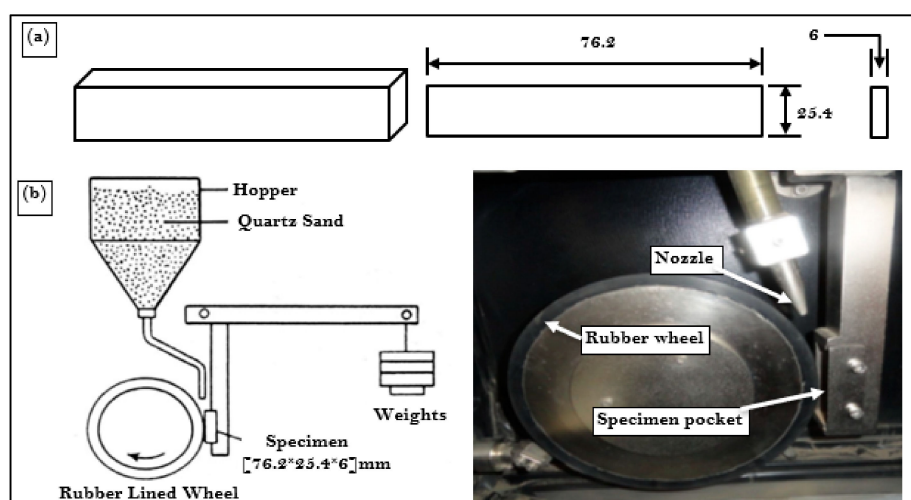 (a)
76.2
6
25.4
(b)
Hopper
Quartz Sand
Weights
Specimen
[76.2*25.4*6]mm
Rubber Lined Wheel
Nozzle
Rubber wheel
Specimen pocket